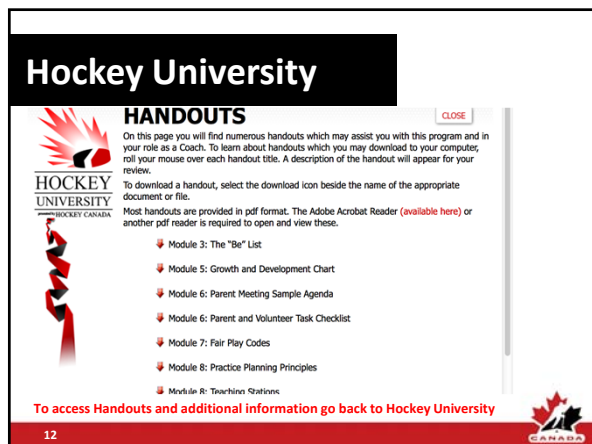 Hockey University
HANDOUTS
CLOSE
On this page you will find numerous handouts which may assist you with this program and in
your role as a Coach. To learn about handouts which you may download to your computer,
roll your mouse over each handout title. A description of the handout will appear for your
review.
To download a handout, select the download icon beside the name of the appropriate
document or file.
Most handouts are provided in pdf format. The Adobe Acrobat Reader (available here) or
another pdf reader is required to open and view these.
HOCKEY
UNIVERSITY
HOCKEY CANADA
Module 3: The "Be" List
Module 5: Growth and Development Chart
Module 6: Parent Meeting Sample Agenda
Module 6: Parent and Volunteer Task Checklist
Module 7: Fair Play Codes
Module 8: Practice Planning Principles
Module 8: Teaching Stations
To access Handouts and additional information go back to Hockey University
12
CANADA